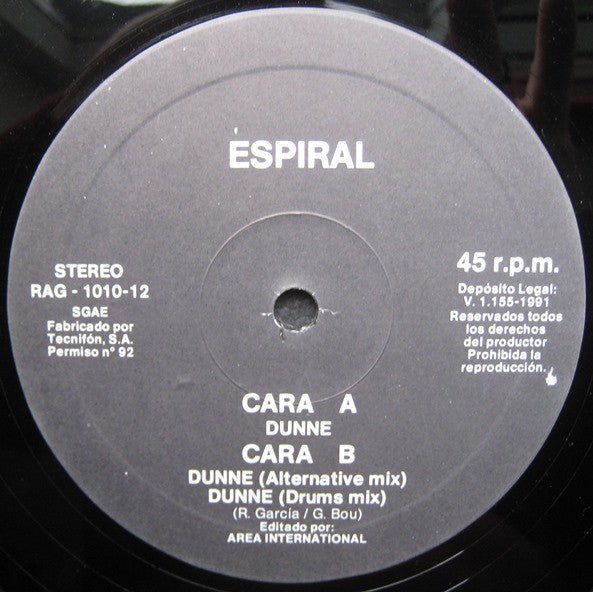 ESPIRAL
STEREO
RAG - 1010-12
SGAE
Fabricado por
Tecnifón, S.A.
Permiso n° 92
45 r.p.m.
Depósito Legal:
V. 1.155-1991
Reservados todos
los derechos
del productor
Prohibida la
reproducción.
CARA A
DUNNE
CARA B
DUNNE (Alternative mix)
DUNNE (Drums mix)
(R. García / G. Bou)
Editado por:
AREA INTERNATIONAL